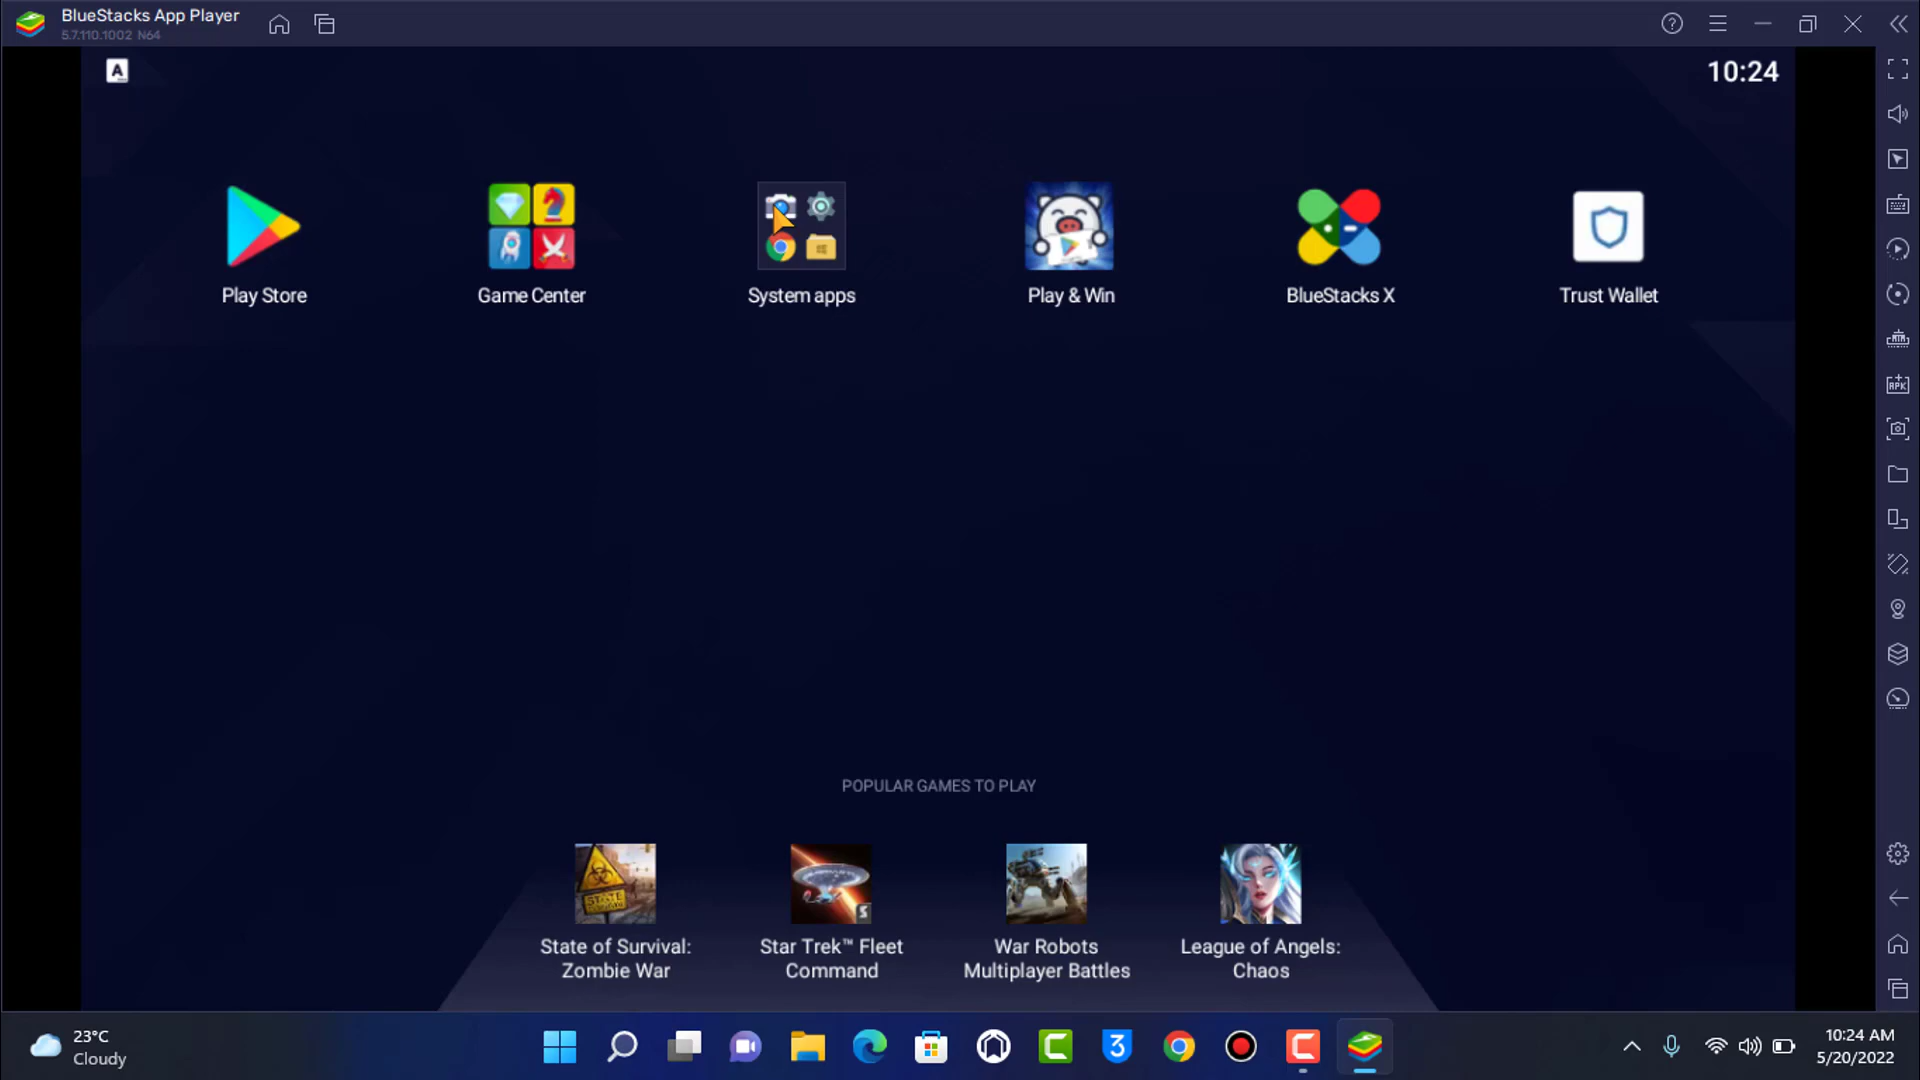 BlueStacks App Player
5.7.110.1002 N64
A
10:24
Play Store
Game Center
System apps
Play & Win
BlueStacks X
Trust Wallet
APK
POPULAR GAMES TO PLAY
STATE
State of Survival:
Zombie War
Star Trek™ Fleet
Command
War Robots
Multiplayer Battles
League of Angels:
Chaos
23°C
Cloudy
10:24 AM
5/20/2022